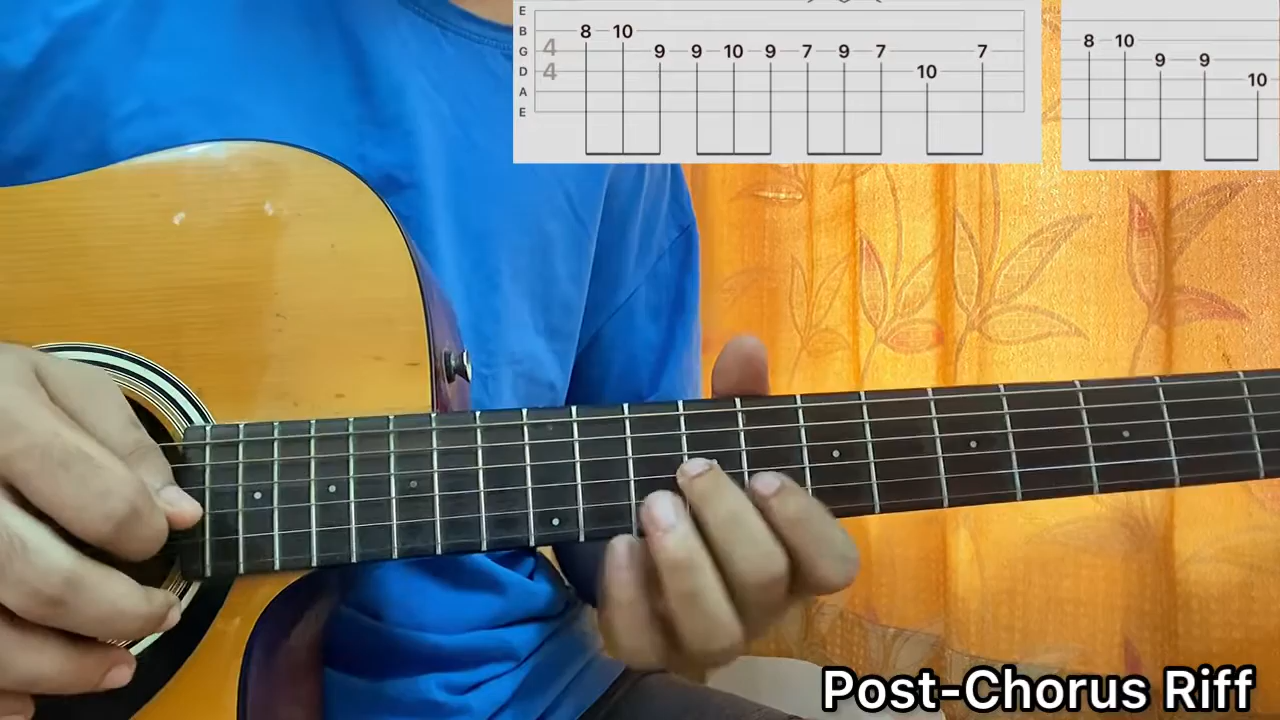 E
B 8 10
G 9 9 10 9 7 9 7 7
D 10
A
E
4
4
8 10
9 9
10
Post-Chorus Riff